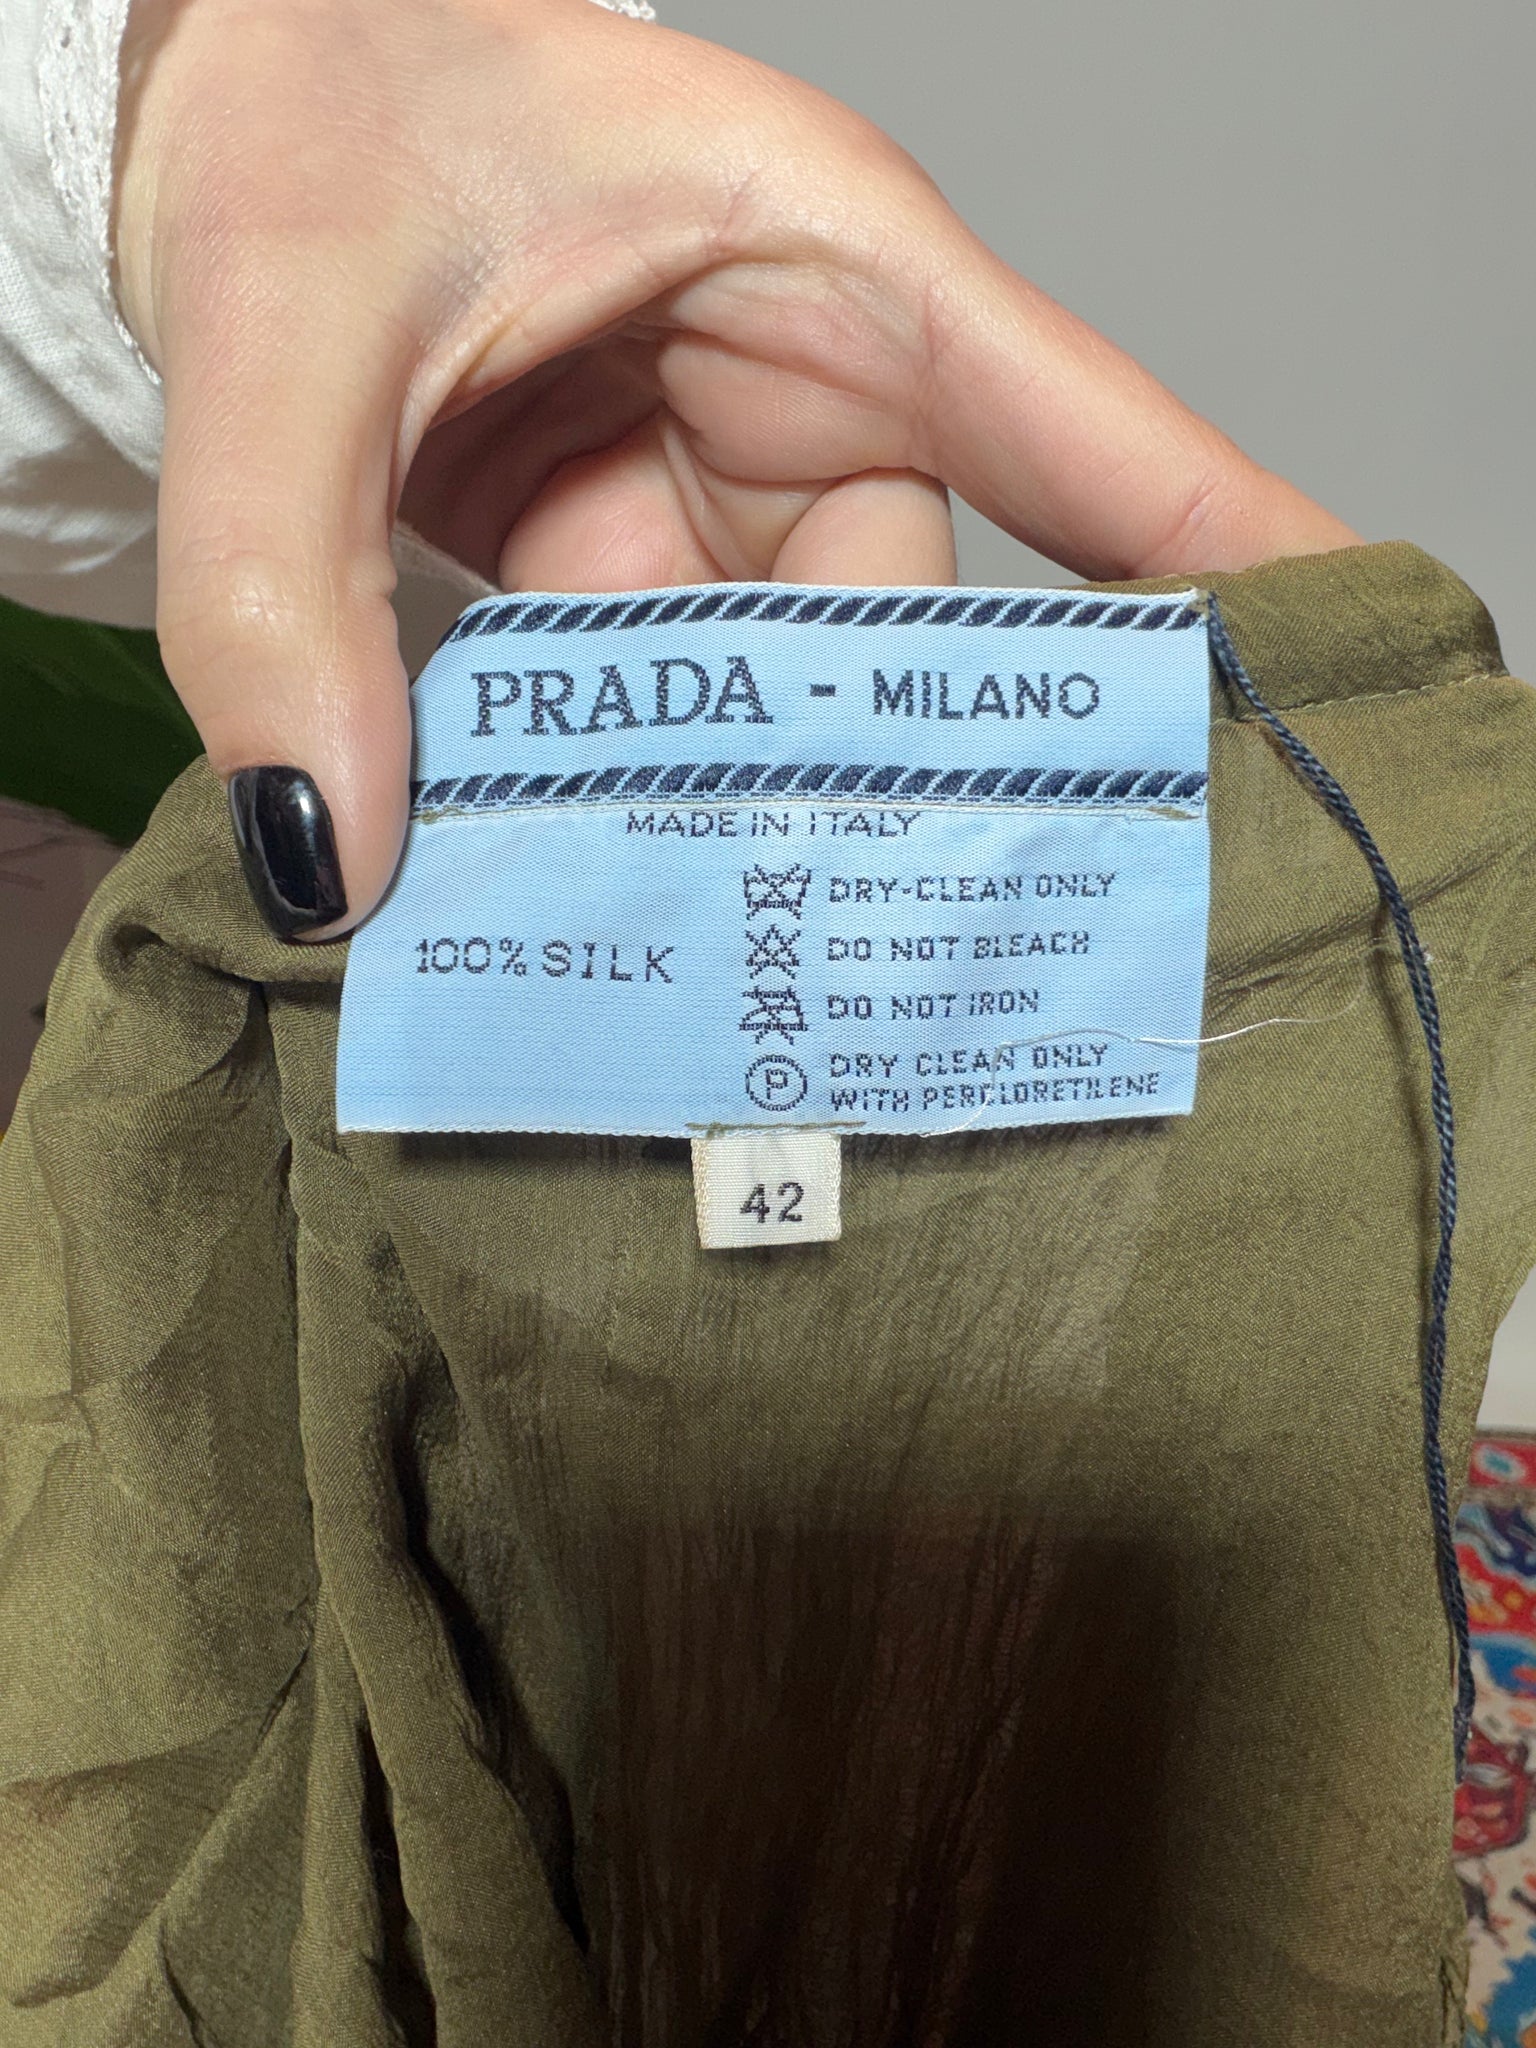 PRADA - MILANO
MADE IN ITALY
100% SILK
DRY-CLEAN ONLY
DO NOT BLEACH
DO NOT IRON
P
DRY CLEAN ONLY
WITH PERCLORETILENE
42